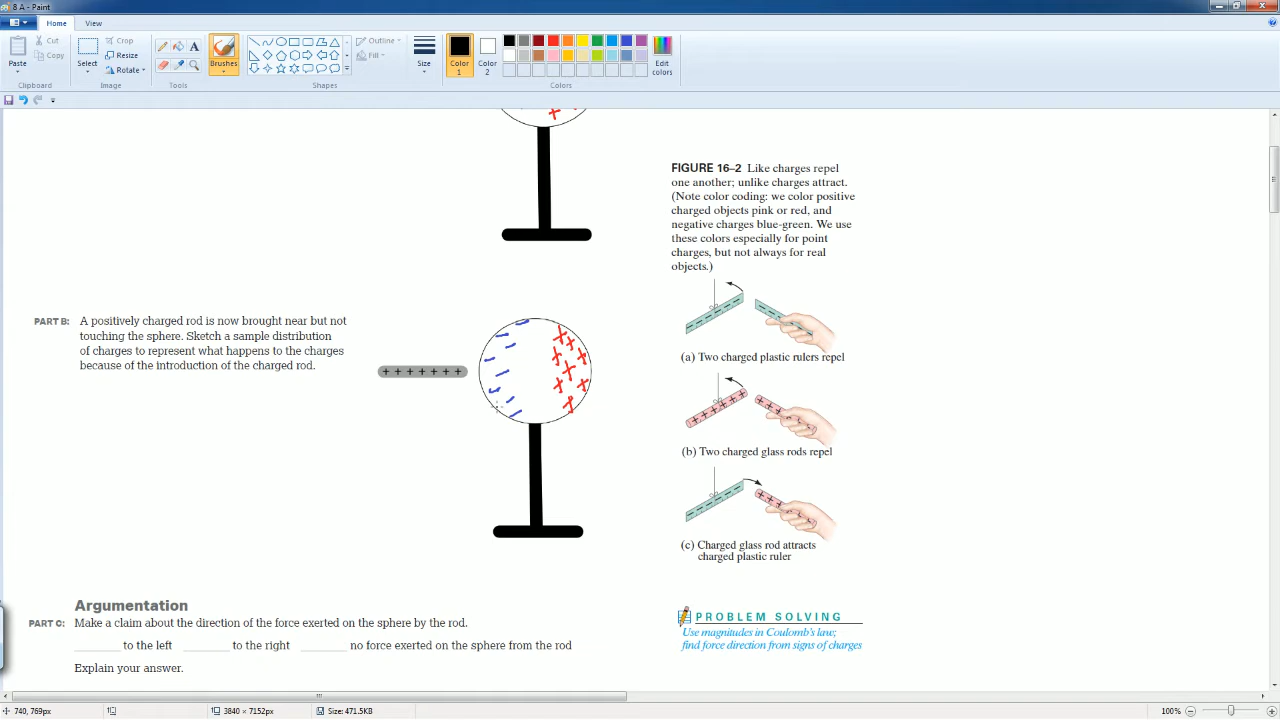 8 A - Paint
Home View
Paste
Cut
Copy
Clipboard
Select
Crop
Resize
Rotate
Image
A
Tools
Brushes
Outline
Fill
Shapes
Size
Color 1
Color 2
Colors
Edit colors
FIGURE 16–2 Like charges repel
one another; unlike charges attract.
(Note color coding: we color positive
charged objects pink or red, and
negative charges blue-green. We use
these colors especially for point
charges, but not always for real
objects.)
(a) Two charged plastic rulers repel
(b) Two charged glass rods repel
(c) Charged glass rod attracts
charged plastic ruler
PART B: A positively charged rod is now brought near but not
touching the sphere. Sketch a sample distribution
of charges to represent what happens to the charges
because of the introduction of the charged rod.
+ + + + + + +
Argumentation
PART C: Make a claim about the direction of the force exerted on the sphere by the rod.
______ to the left ______ to the right ______ no force exerted on the sphere from the rod
Explain your answer.
PROBLEM SOLVING
Use magnitudes in Coulomb's law;
find force direction from signs of charges
740, 769px
3840 × 7152px
Size: 471.5KB
100%